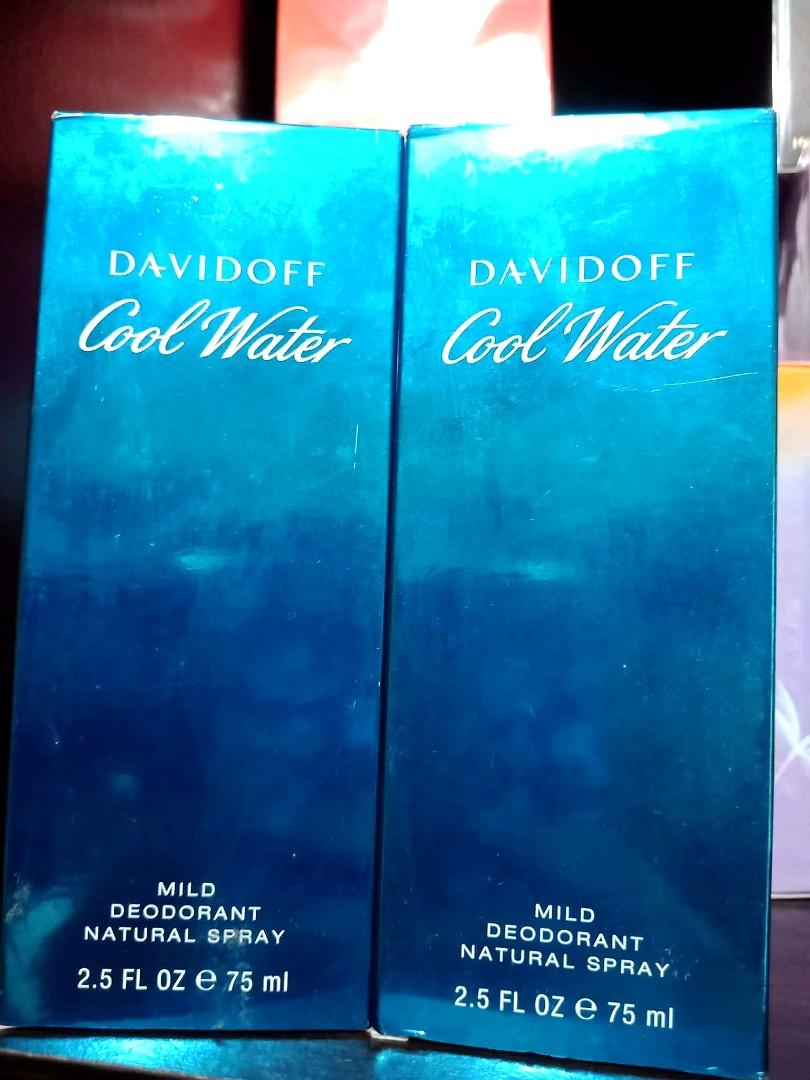 DAVIDOFF
Cool Water
MILD
DEODORANT
NATURAL SPRAY
2.5 FL OZ e 75 ml
DAVIDOFF
Cool Water
MILD
DEODORANT
NATURAL SPRAY
2.5 FL OZ e 75 ml